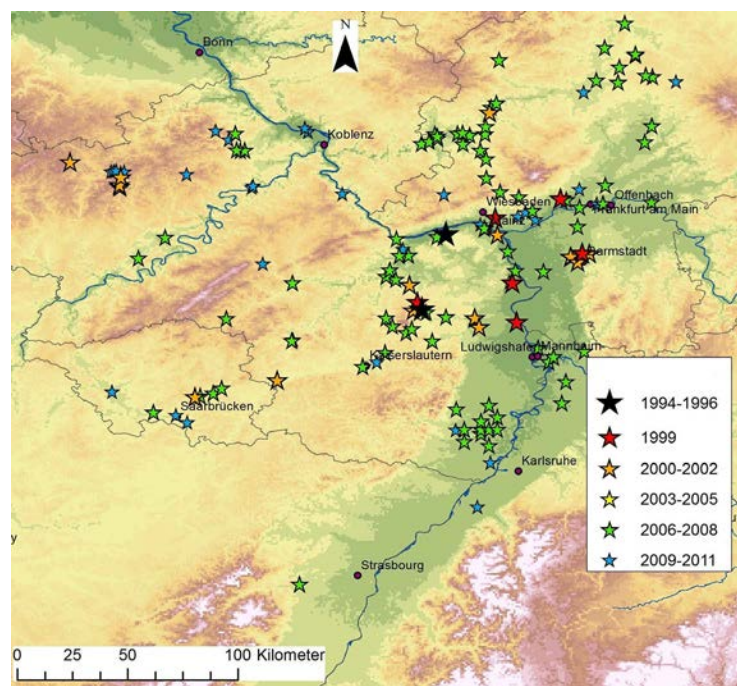 N
Bonn
Koblenz
Wiesbaden
Offenbach
Mainz
Frankfurt am Main
Darmstadt
Ludwigshafen
Mannheim
Kaiserslautern
Saarbrücken
Karlsruhe
Strasbourg
y
1994-1996
1999
2000-2002
2003-2005
2006-2008
2009-2011
0 25 50 100 Kilometer